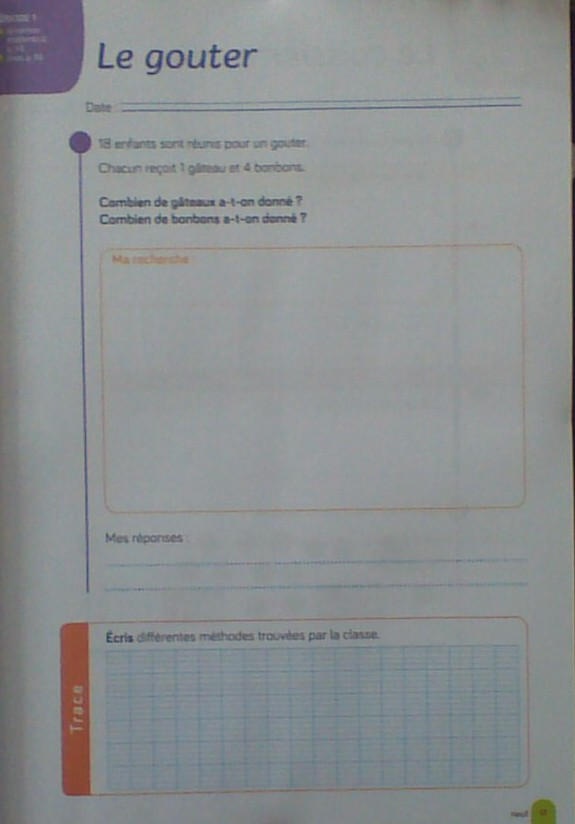 Le gouter
Date
18 enfants sont réunis pour un gouter.
Chacun reçoit 1 gâteau et 4 bonbons.
Combien de gâteaux a-t-on donné ?
Combien de bonbons a-t-on donné ?
Ma recherche
Mes réponses :
Écris différentes méthodes trouvées par la classe.
Trace
neuf